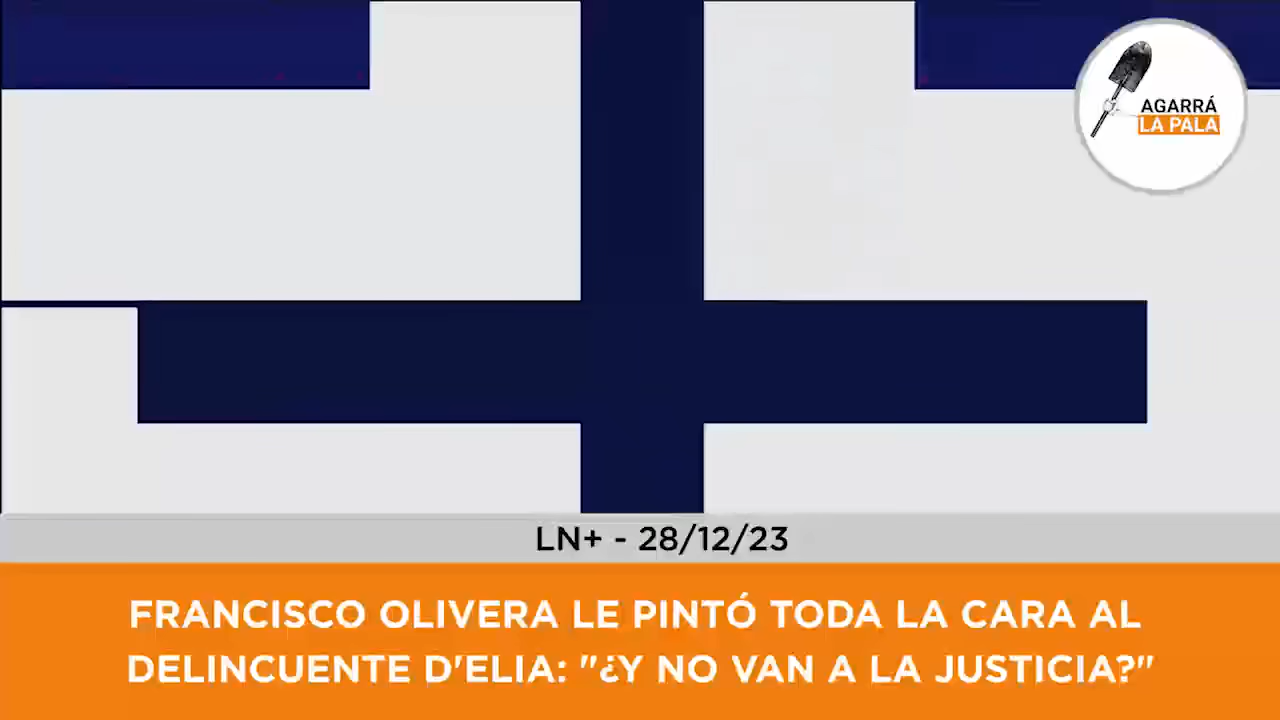 AGARRÁ
LA PALA
LN+ - 28/12/23
FRANCISCO OLIVERA LE PINTÓ TODA LA CARA AL
DELINCUENTE D'ELIA: "¿Y NO VAN A LA JUSTICIA?"